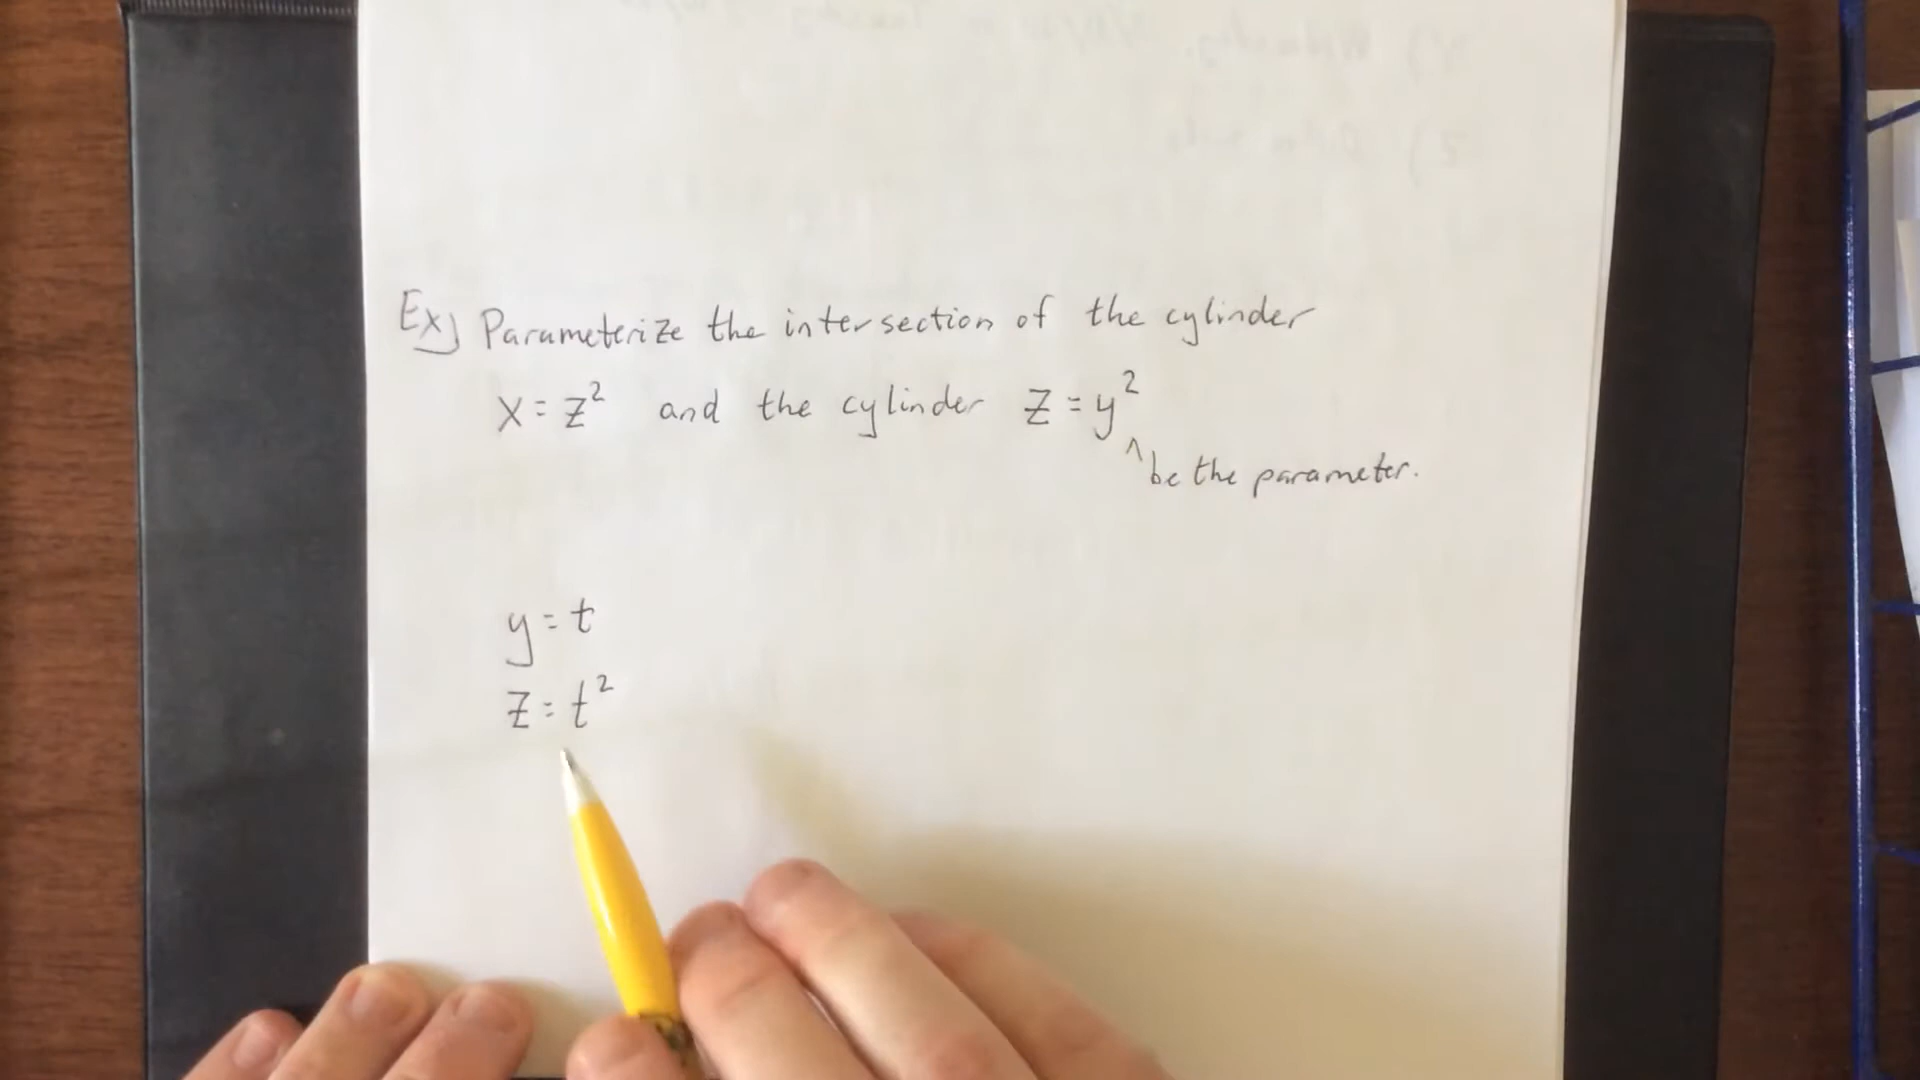 Ex) Parameterize the intersection of the cylinder
x = z² and the cylinder z = y²
^ be the parameter.
y = t
z = t²